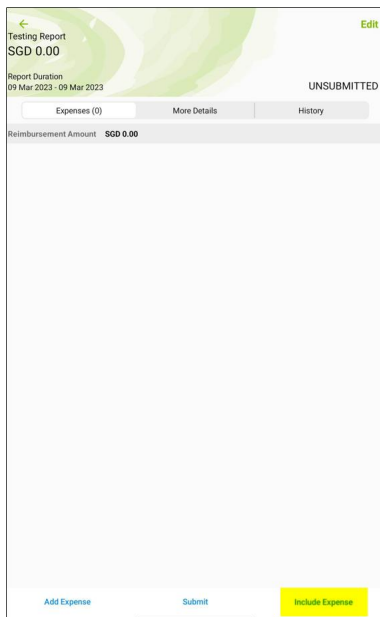 Edit
Testing Report
SGD 0.00
Report Duration
09 Mar 2023 - 09 Mar 2023
UNSUBMITTED
Expenses (0)
More Details
History
Reimbursement Amount SGD 0.00
Add Expense
Submit
Include Expense